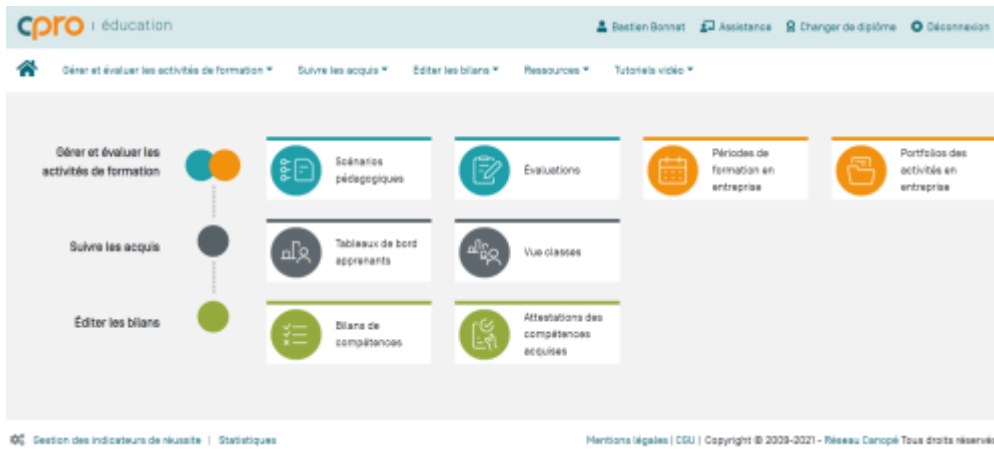 cpro | éducation
Bastien Bonnet Assistance Changer de diplôme Déconnexion
Gérer et évaluer les activités de formation Suivre les acquis Editer les bilans Ressources Tutoriels vidéo
Gérer et évaluer les
activités de formation
Scénarios
pédagogiques
Évaluations
Périodes de
formation en
entreprise
Portfolios des
activités en
entreprise
Suivre les acquis
Tableaux de bord
apprenants
Vue classes
Éditer les bilans
Bilans de
compétences
Attestations des
compétences
acquises
Gestion des indicateurs de réussite | Statistiques
Mentions légales | CGU | Copyright © 2009-2021 - Réseau Canopé Tous droits réservés